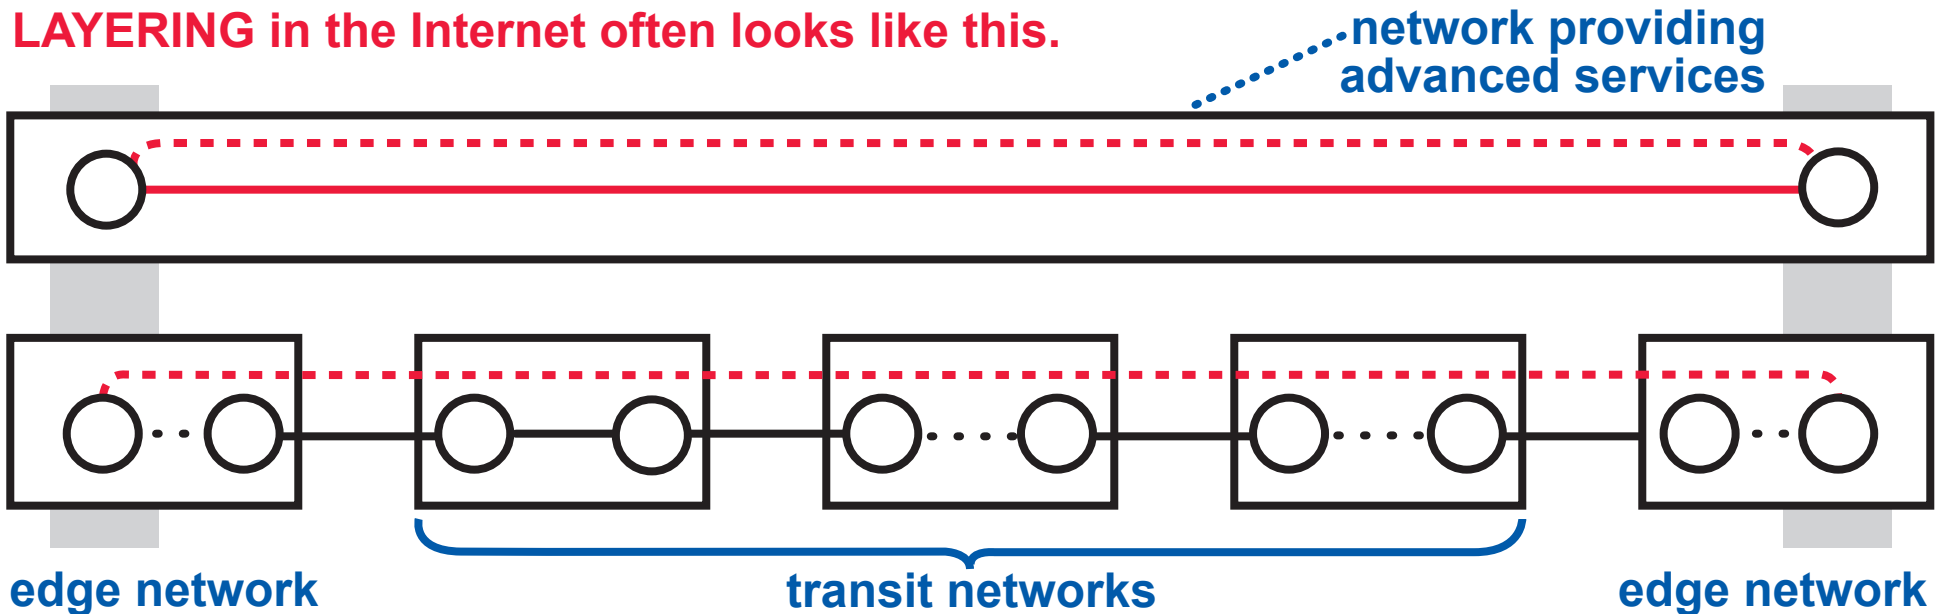 LAYERING in the Internet often looks like this.
network providing
advanced services
edge network
transit networks
edge network